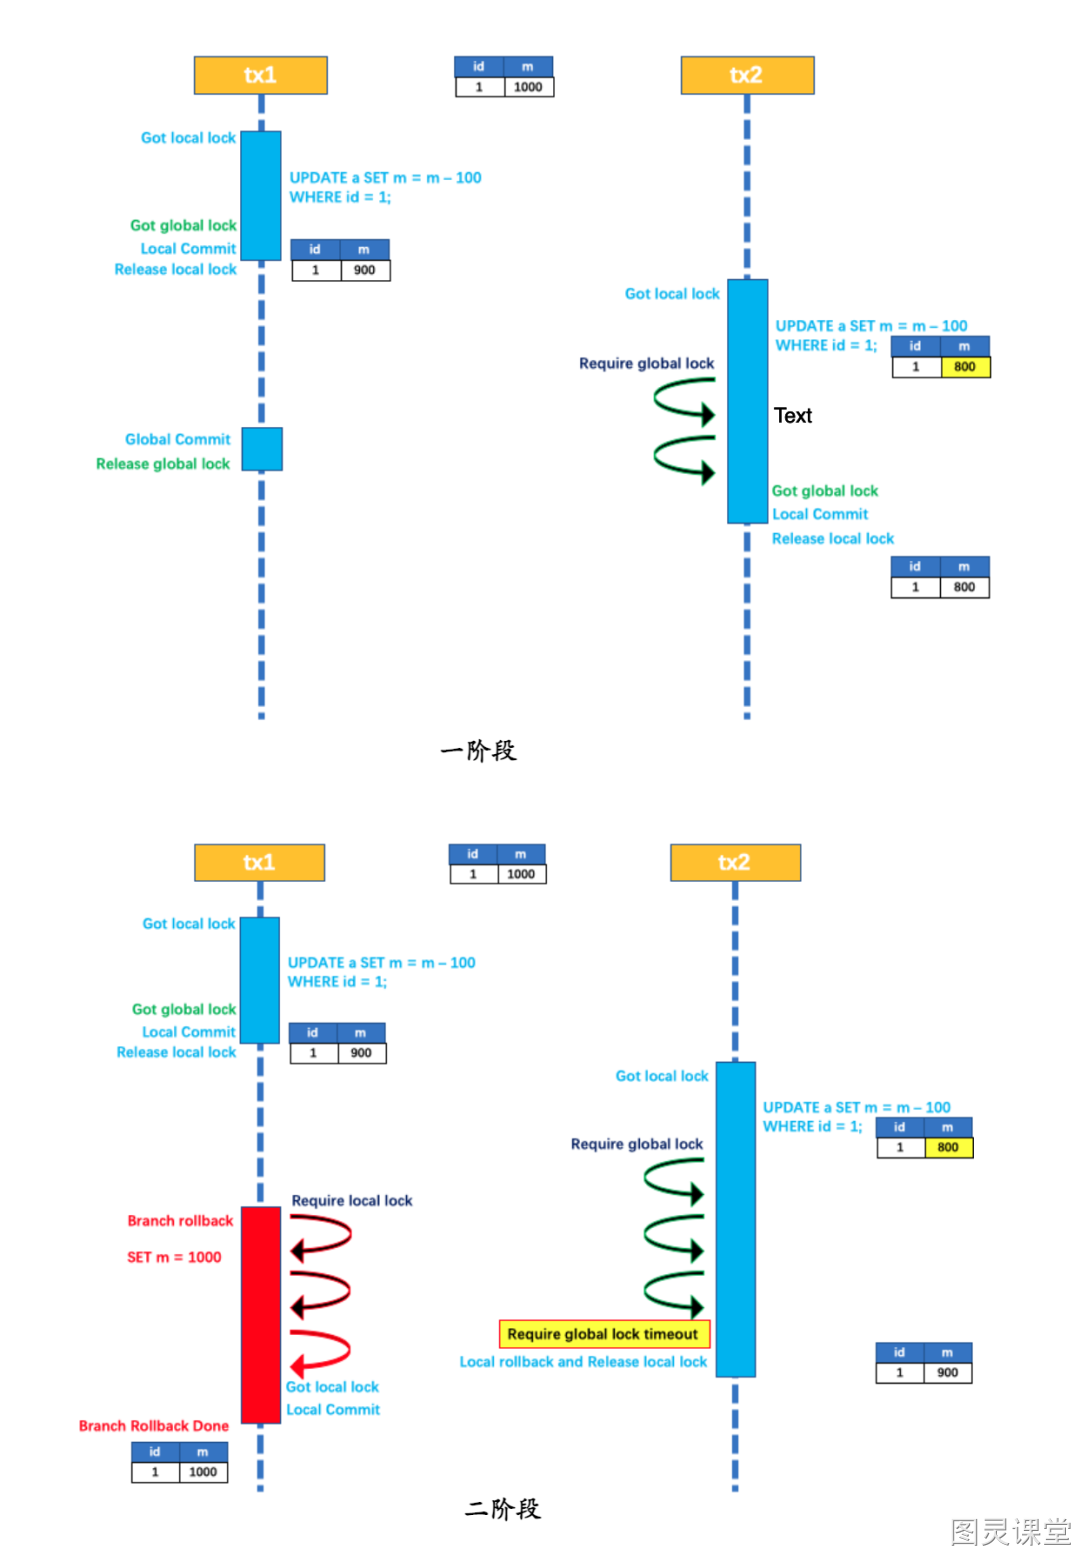 tx1
id m
1 1000
tx2
Got local lock
UPDATE a SET m = m – 100
WHERE id = 1;
Got global lock
Local Commit
Release local lock
id m
1 900
Got local lock
UPDATE a SET m = m – 100
WHERE id = 1;
id m
1 800
Require global lock
Text
Global Commit
Release global lock
Got global lock
Local Commit
Release local lock
id m
1 800
一阶段
tx1
id m
1 1000
tx2
Got local lock
UPDATE a SET m = m – 100
WHERE id = 1;
Got global lock
Local Commit
Release local lock
id m
1 900
Got local lock
UPDATE a SET m = m – 100
WHERE id = 1;
id m
1 800
Require global lock
Require local lock
Branch rollback
SET m = 1000
Require global lock timeout
Local rollback and Release local lock
id m
1 900
Got local lock
Local Commit
Branch Rollback Done
id m
1 1000
二阶段
图灵课堂